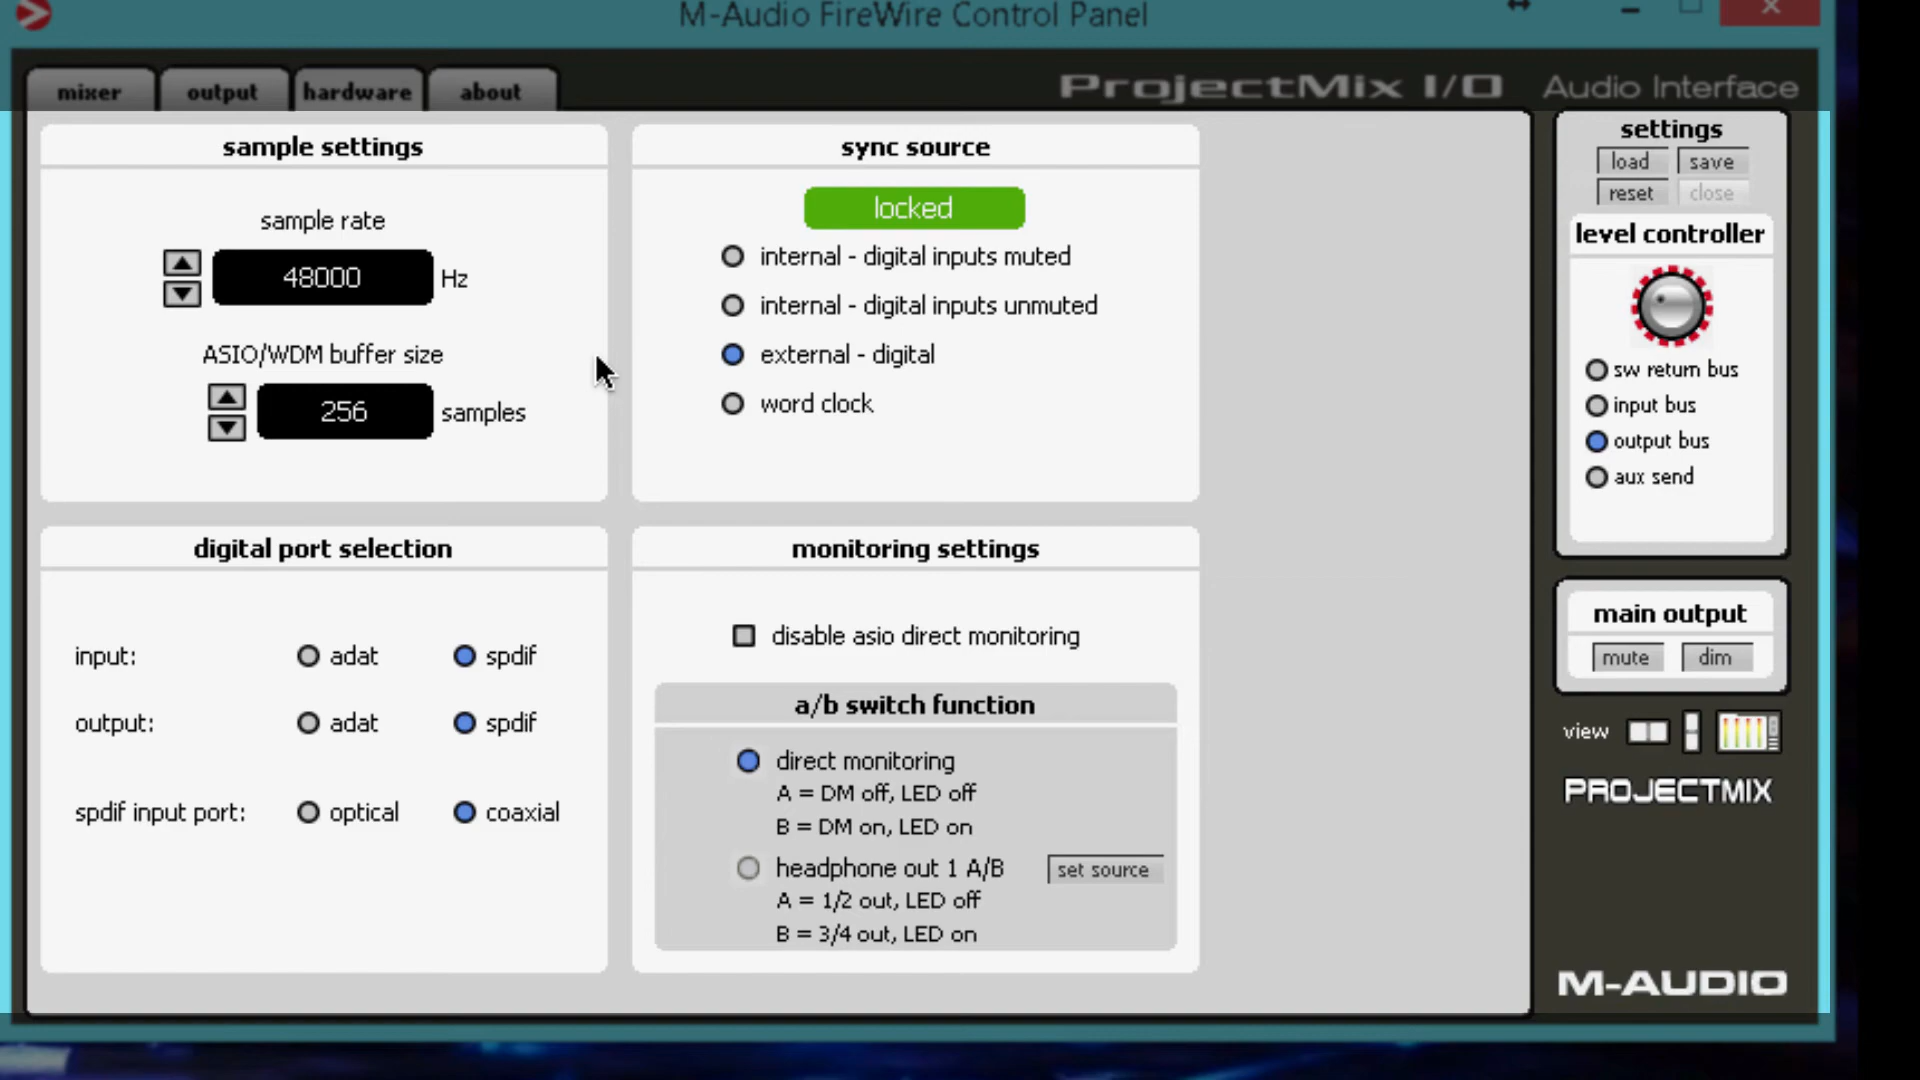 M-Audio FireWire Control Panel
mixer
output
hardware
about
ProjectMix I/O Audio Interface
sample settings
sample rate
48000 Hz
ASIO/WDM buffer size
256 samples
sync source
locked
internal - digital inputs muted
internal - digital inputs unmuted
external - digital
word clock
digital port selection
input: adat spdif
output: adat spdif
spdif input port: optical coaxial
monitoring settings
disable asio direct monitoring
a/b switch function
direct monitoring
A = DM off, LED off
B = DM on, LED on
headphone out 1 A/B set source
A = 1/2 out, LED off
B = 3/4 out, LED on
settings
load save
reset close
level controller
sw return bus
input bus
output bus
aux send
main output
mute dim
view
PROJECTMIX
M-AUDIO